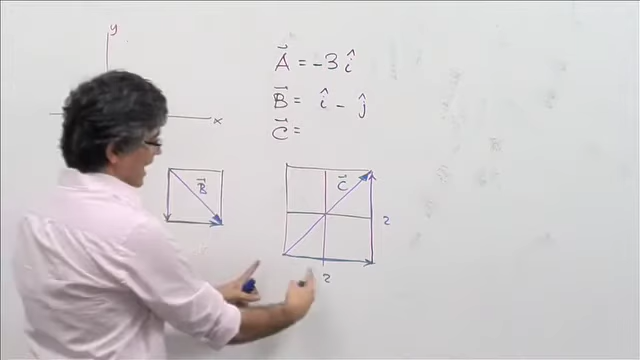 y
A⃗ = -3 î
B⃗ = î - ĵ
C⃗ =
x
B⃗
C⃗
2
2